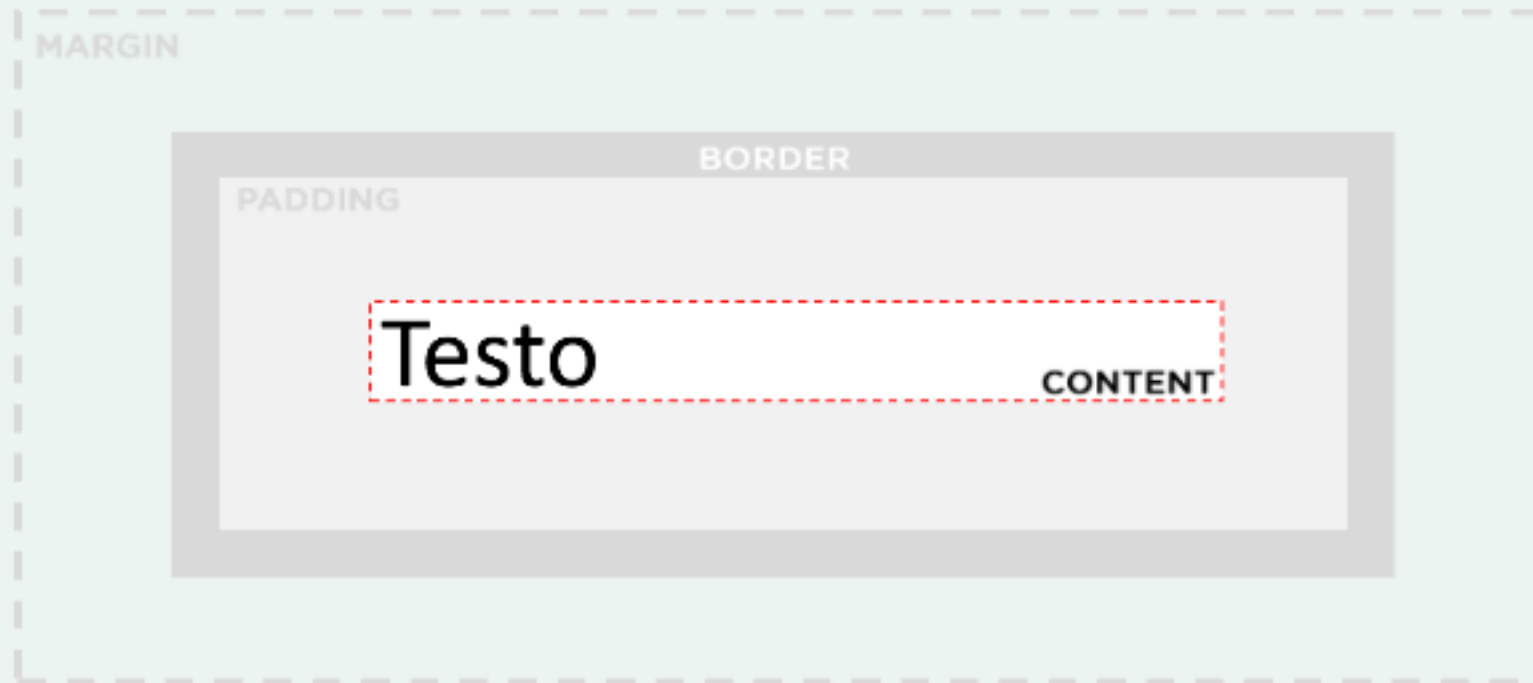 MARGIN
BORDER
PADDING
Testo
CONTENT